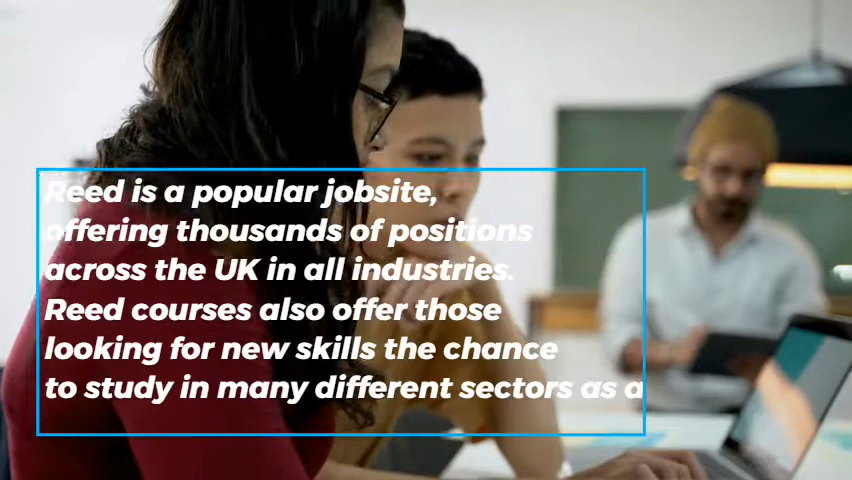 Reed is a popular jobsite,
offering thousands of positions
across the UK in all industries.
Reed courses also offer those
looking for new skills the chance
to study in many different sectors as a